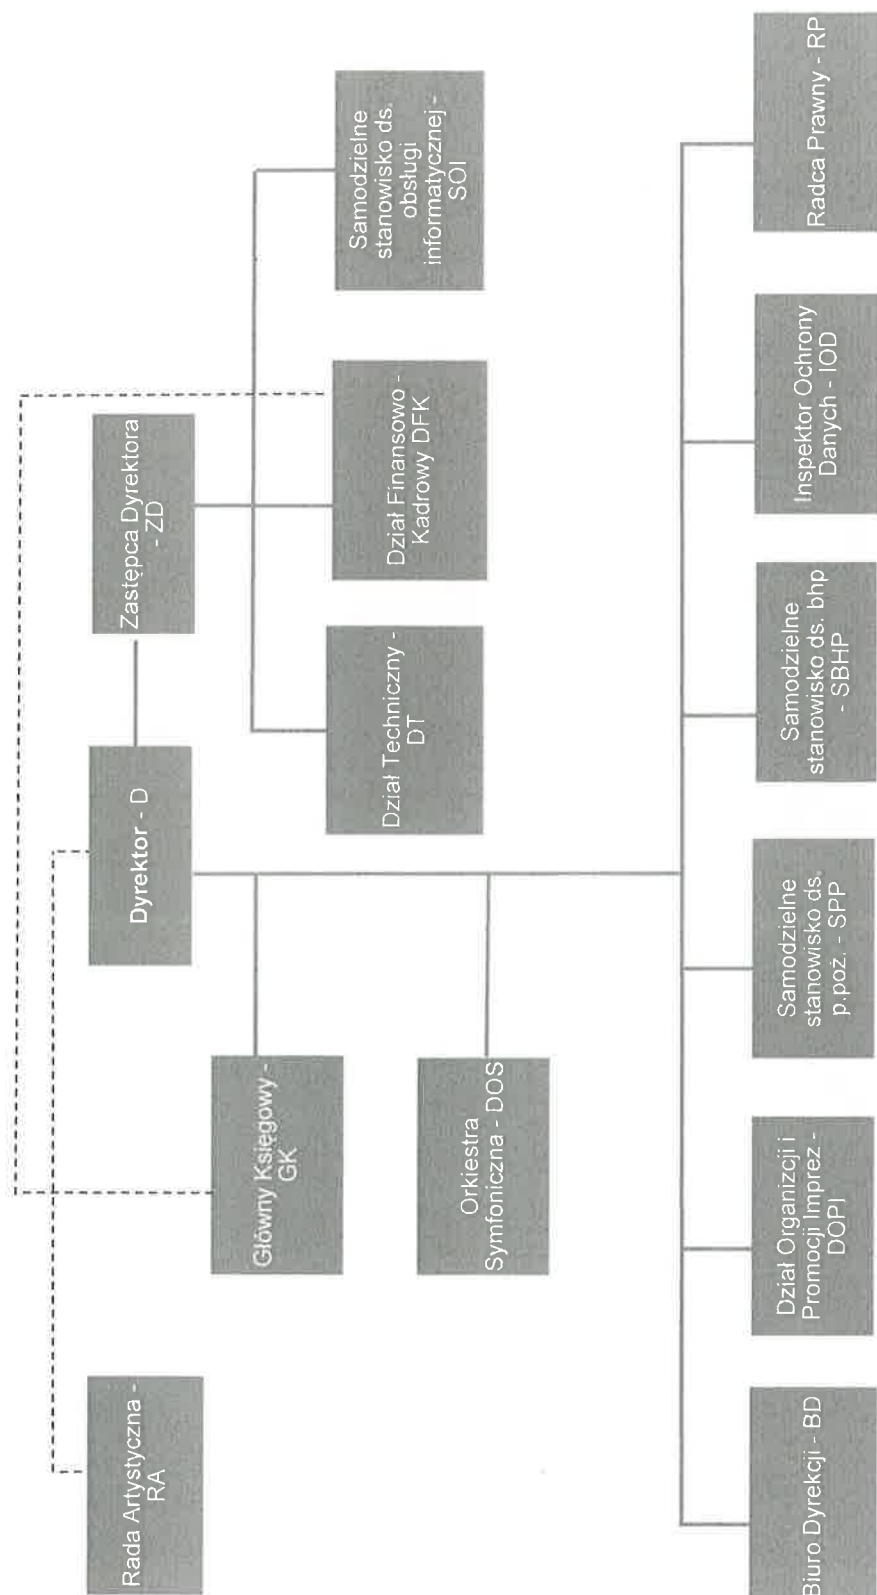 Rada Artystyczna -
RA
Dyrektor - D
Zastępca Dyrektora
- ZD
Główny Księgowy -
GK
Orkiestra
Symfoniczna - DOS
Dział Techniczny -
DT
Dział Finansowo -
Kadrowy DFK
Samodzielne
stanowisko ds.
obsługi
informatycznej -
SOI
Biuro Dyrekcji - BD
Dział Organizcji i
Promocji Imprez -
DOPI
Samodzielne
stanowisko ds.
p.poż. - SPP
Samodzielne
stanowisko ds. bhp
- SBHP
Inspektor Ochrony
Danych - IOD
Radca Prawny - RP